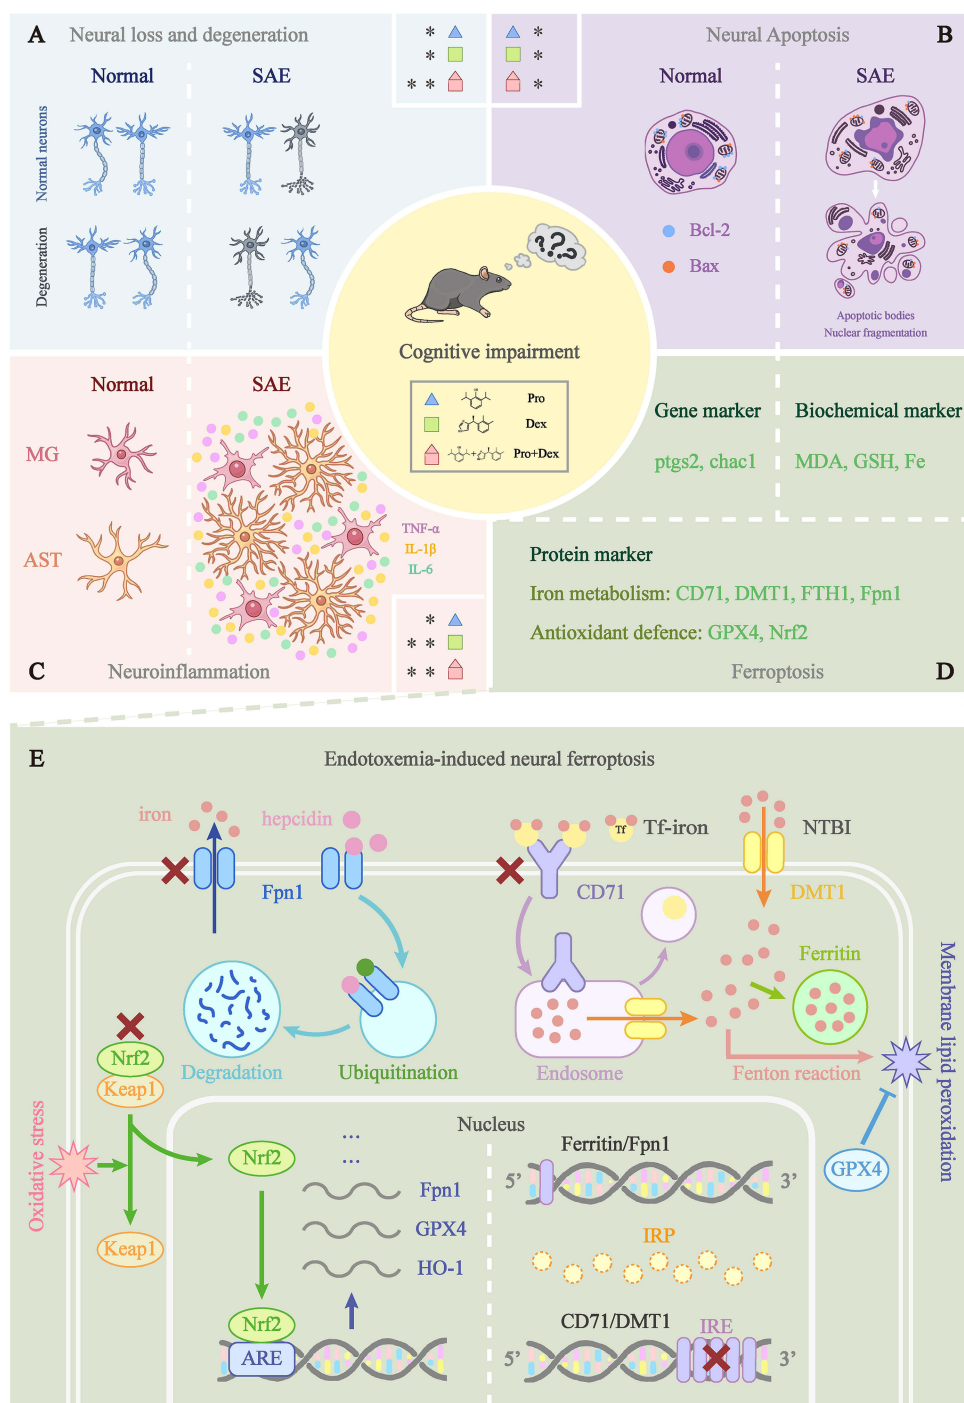 A
Neural loss and degeneration
Normal
SAE
Normal neurons
Degeneration
*
*
* *
*
*
*
Neural Apoptosis
B
Normal
SAE
Bcl-2
Bax
Apoptotic bodies
Nuclear fragmentation
???
Cognitive impairment
Pro
Dex
Pro+Dex
Normal
SAE
MG
AST
TNF-α
IL-1β
IL-6
*
* *
* *
C
Neuroinflammation
Gene marker
Biochemical marker
ptgs2, chac1
MDA, GSH, Fe
Protein marker
Iron metabolism: CD71, DMT1, FTH1, Fpn1
Antioxidant defence: GPX4, Nrf2
Ferroptosis
D
E
Endotoxemia-induced neural ferroptosis
iron
hepcidin
Tf
Tf-iron
NTBI
Fpn1
CD71
DMT1
Ferritin
Membrane lipid peroxidation
Nrf2
Keap1
Degradation
Ubiquitination
Endosome
Fenton reaction
Oxidative stress
Nucleus
GPX4
Nrf2
...
...
Fpn1
GPX4
HO-1
Keap1
Nrf2
ARE
Ferritin/Fpn1
5’
3’
IRP
CD71/DMT1
IRE
5’
3’